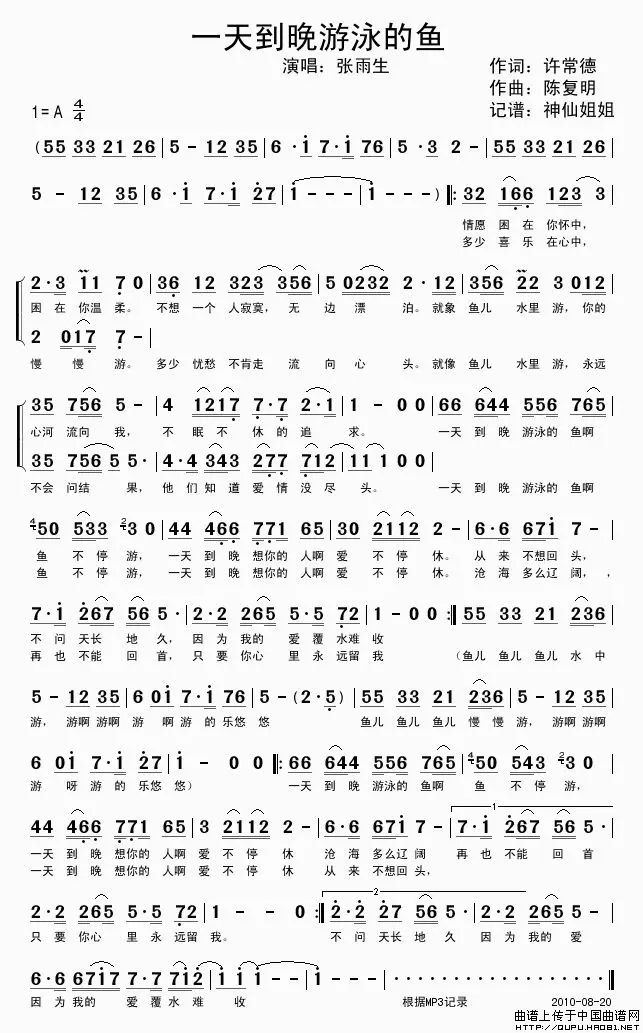 一天到晚游泳的鱼
演唱：张雨生
作词：许常德
作曲：陈复明
记谱：神仙姐姐
1=A 4/4
(55 33 21 26|5 - 12 35|6·1 7·1 76|5·3 2 -|55 33 21 26|
5 - 12 35|6·1 7·1 27|1 - - -|1 - - -)‖:32 166 123 3|
情愿 困 在 你怀中，
多少 喜 乐 在心中，
2·3 11 7 0|36 12 323 356|5 0232 2·12|356 22 3 012|
困 在 你温 柔。不想 一个 人寂寞，无 边 漂 泊。就象 鱼儿 水里 游，你的
2 017 7 -|
慢 慢 游。多少 忧愁 不肯走 流 向 心 头。就像 鱼儿 水里 游，永远
35 756 5 -|4 1217 7·7 2·1|1 - 0 0|66 644 556 765|
心河 流向 我，不 眠 不 休 的 追 求。一天 到 晚 游泳的 鱼啊
35 756 5 5·|4·4 343 277 712|11 1 0 0|
不会 问结 果，他 们 知 道 爱 情 没 尽 头。一天 到 晚 游泳的 鱼啊
450 533 23 0|44 466 771 65|30 2112 2 -|6·6 671 7 -|
鱼 不 停 游，一天 到 晚 想你的 人啊 爱 不 停 休。从 来 不想 回 头，
鱼 不 停 游，一天 到 晚 想你的 人啊 爱 不 停 休。沧 海 多么 辽 阔，，
7·1 267 56 5·|2·2 265 5·5 72|1 - 0 0:‖55 33 21 236|
不 问 天长 地 久，因 为 我的 爱 覆 水难 收
再 也 不能 回 首，只 要 你心 里 永 远留 我 (鱼儿 鱼儿 鱼儿 水 中
5 - 12 35|6 01 7·1 76|5 - (2·5)|55 33 21 236|5 - 12 35|
游，游啊 游啊 游 啊 游 的 乐悠 悠 鱼儿 鱼儿 鱼儿 慢 慢 游，游啊 游啊
6 01 7·1 27|1 - 0 0‖:66 644 556 765|450 543 23 0|
游 呀 游 的 乐悠 悠) 一天 到 晚 游泳的 鱼啊 鱼 不 停 游，
44 466 771 65|3 2112 2 -|6·6 671 7 -|1 7·1 267 56 5·|
一天 到 晚 想你的 人啊 爱 不 停 休 沧 海 多么 辽 阔 再 也 不能 回 首
一天 到 晚 想你的 人啊 爱 不 停 休 从 来 不想 回 头，
2·2 265 5·5 72|1 - - 0:‖2 2·2 27 56 5·|2·2 265 5 -|
只 要 你心 里 永 远留 我。不 问 天长 地 久 因 为 我的 爱
6·6 6717 7·7 712|1 1 1 -|1 - - -‖
因 为 我的 爱 覆 水 难 收
根据MP3记录
2010-08-20
曲谱上传于中国曲谱网
http://QUPU.HAOBI.NET